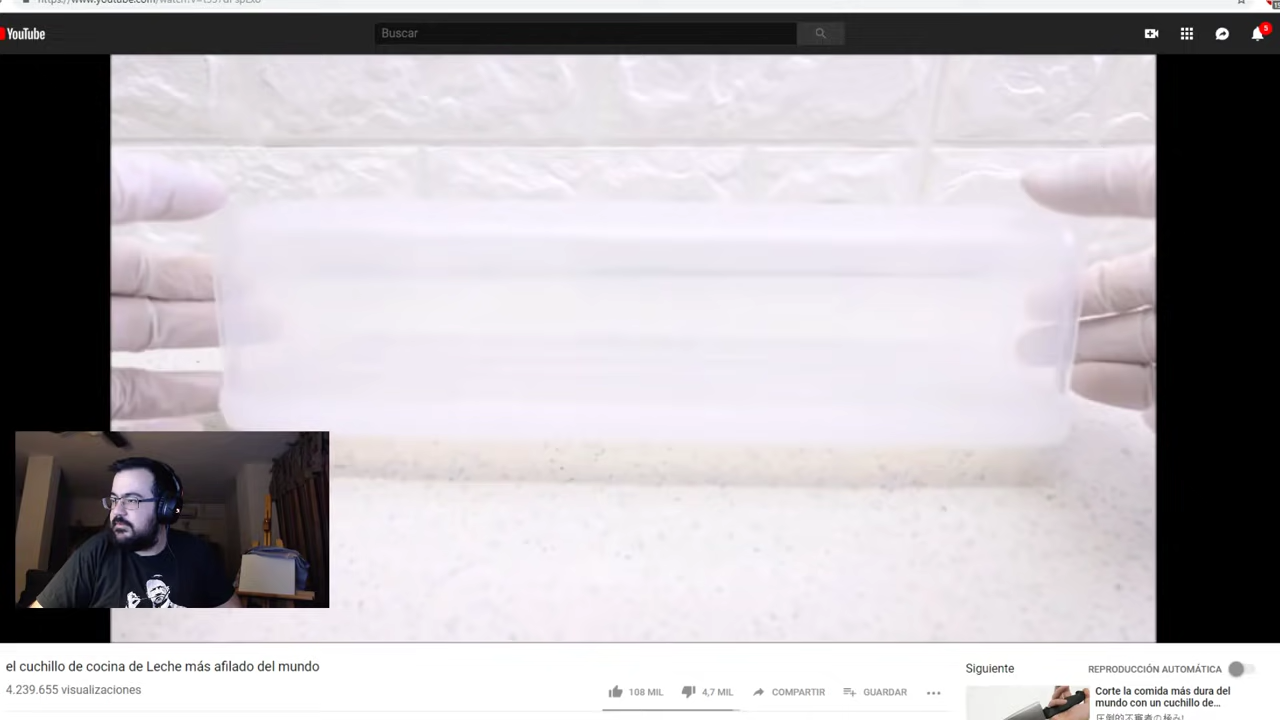 YouTube
Buscar
5
el cuchillo de cocina de Leche más afilado del mundo
4.239.655 visualizaciones
108 MIL
4,7 MIL
COMPARTIR
GUARDAR
Siguiente
REPRODUCCIÓN AUTOMÁTICA
Corte la comida más dura del
mundo con un cuchillo de…